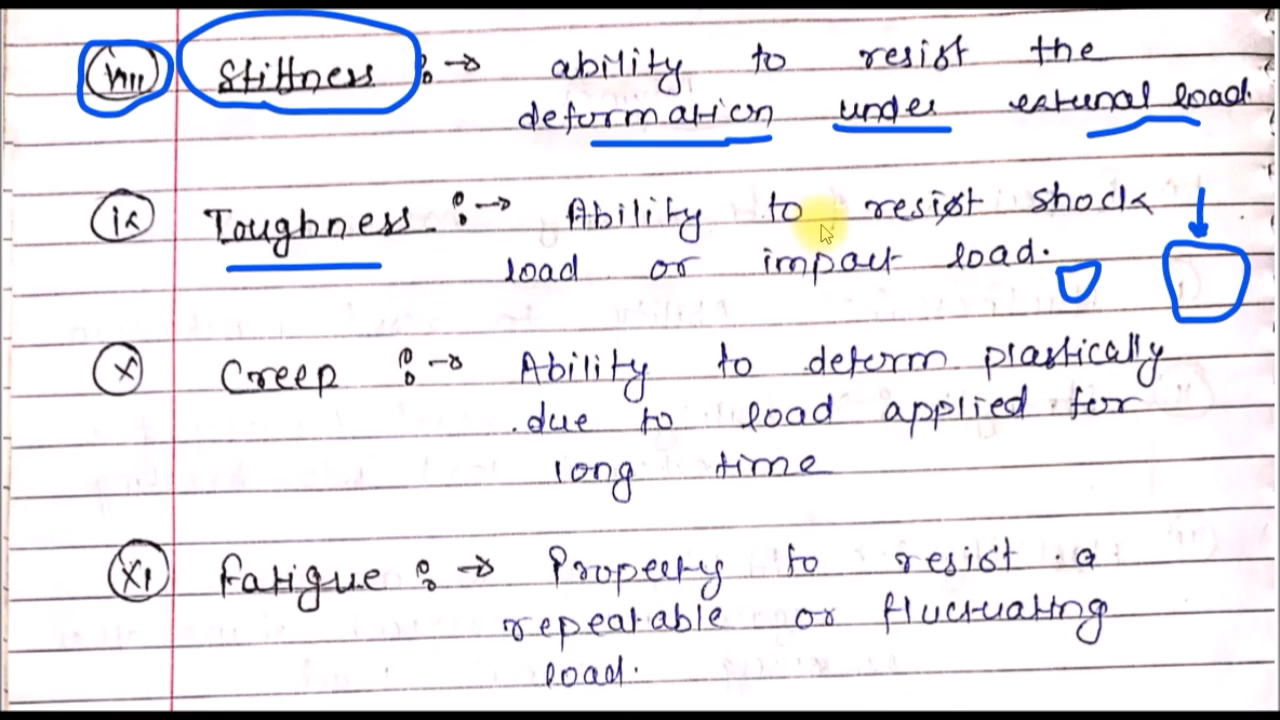 (viii) Stiffness :→ ability to resist the
deformation under external load.
(ix) Toughness :→ Ability to resist shock
load or impact load.
(x) Creep :→ Ability to deform plastically
due to load applied for
long time
(xi) Fatigue :→ Property to resist a
repeatable or fluctuating
load.